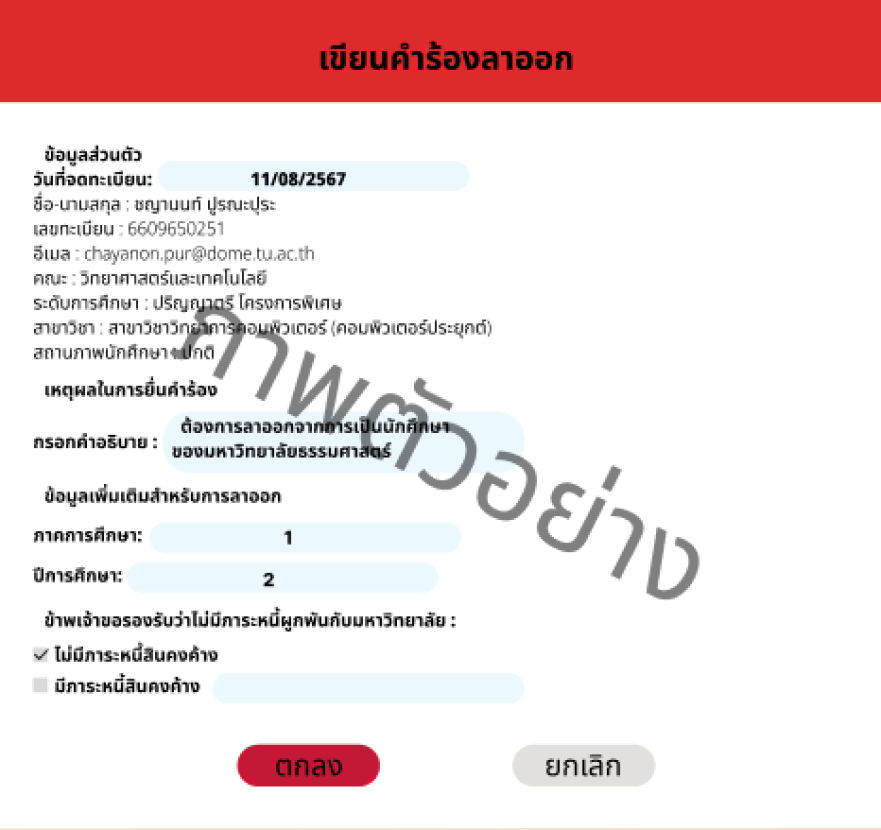 เขียนคำร้องลาออก
ข้อมูลส่วนตัว
วันที่จดทะเบียน: 11/08/2567
ชื่อ-นามสกุล : ชญานนท์ ปูรณะปุระ
เลขทะเบียน : 6609650251
อีเมล : chayanon.pur@dome.tu.ac.th
คณะ : วิทยาศาสตร์และเทคโนโลยี
ระดับการศึกษา : ปริญญาตรี โครงการพิเศษ
สาขาวิชา : สาขาวิชาวิทยาการคอมพิวเตอร์ (คอมพิวเตอร์ประยุกต์)
สถานภาพนักศึกษา : ปกติ
ภาพตัวอย่าง
เหตุผลในการยื่นคำร้อง
กรอกคำอธิบาย : ต้องการลาออกจากการเป็นนักศึกษา
ของมหาวิทยาลัยธรรมศาสตร์
ข้อมูลเพิ่มเติมสำหรับการลาออก
ภาคการศึกษา: 1
ปีการศึกษา: 2
ข้าพเจ้าขอรองรับว่าไม่มีภาระหนี้ผูกพันกับมหาวิทยาลัย :
ไม่มีภาระหนี้สินคงค้าง
มีภาระหนี้สินคงค้าง
ตกลง ยกเลิก